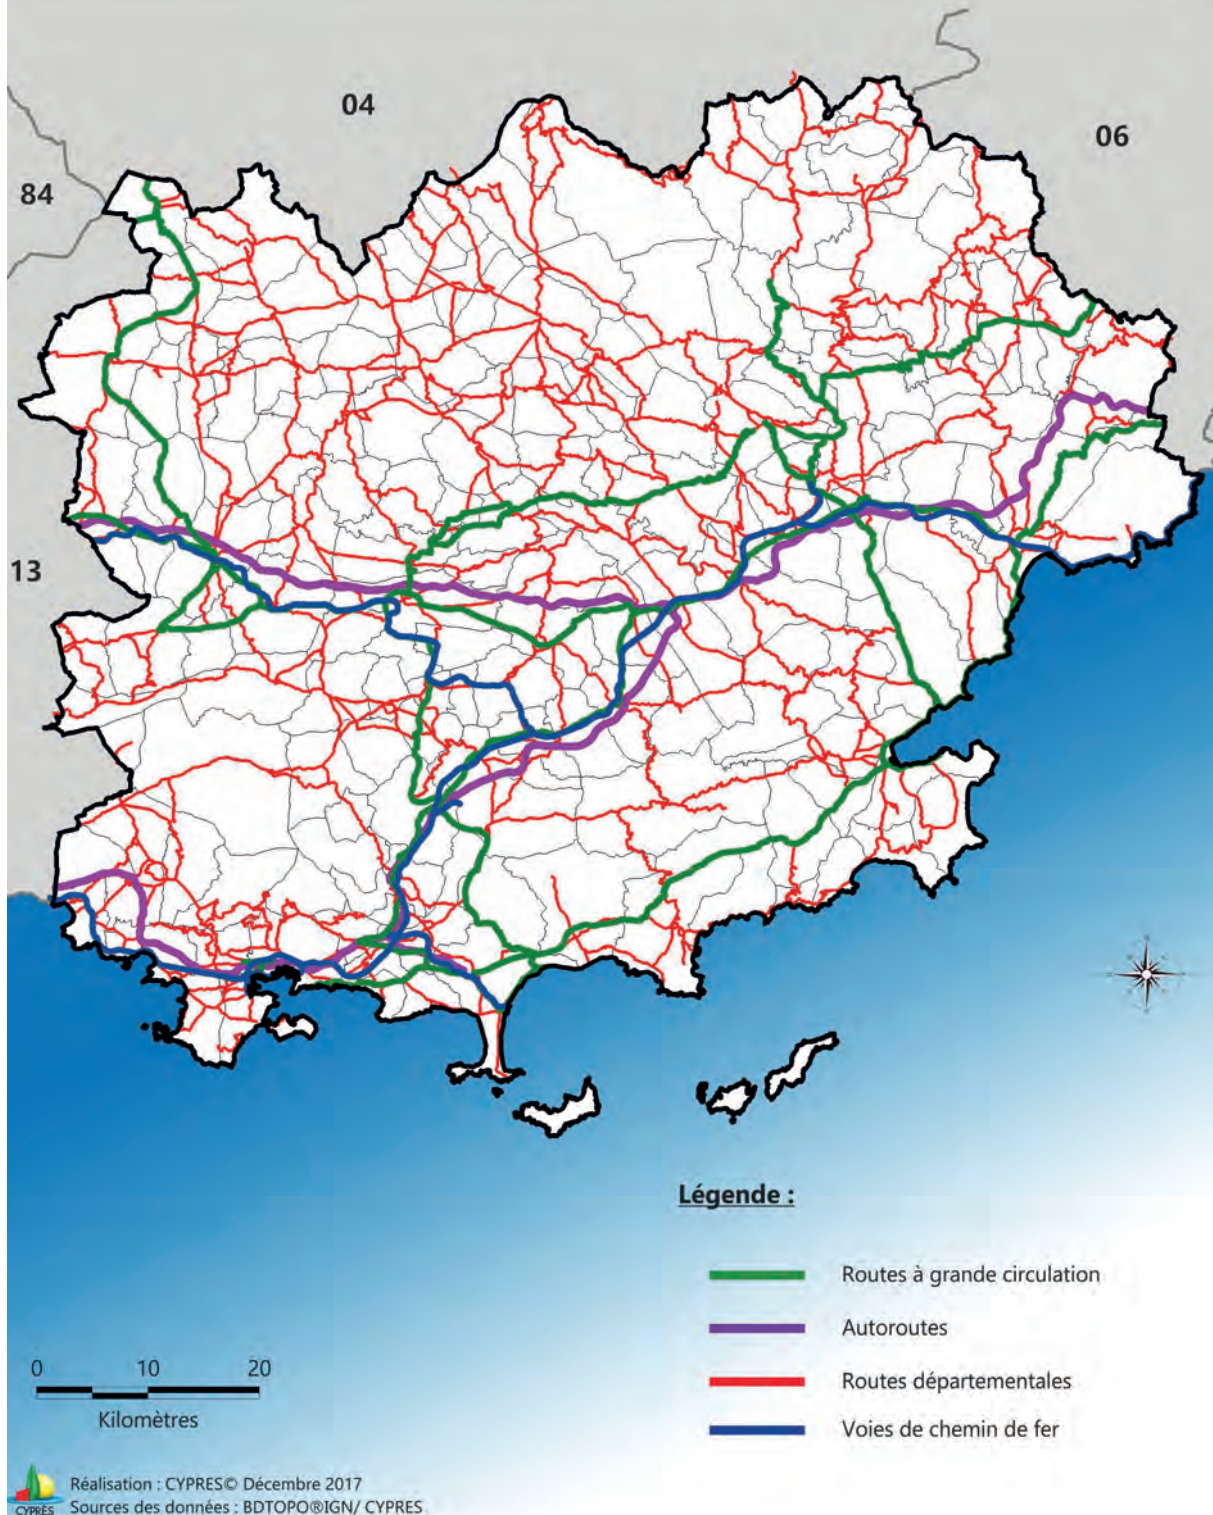 04
06
84
13
Légende :
Routes à grande circulation
Autoroutes
Routes départementales
Voies de chemin de fer
0 10 20
Kilomètres
Réalisation : CYPRES© Décembre 2017
Sources des données : BDTOPO®IGN/ CYPRES
CYPRÈS